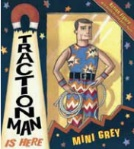 TRACTION
MAN
IS HERE
MINI GREY